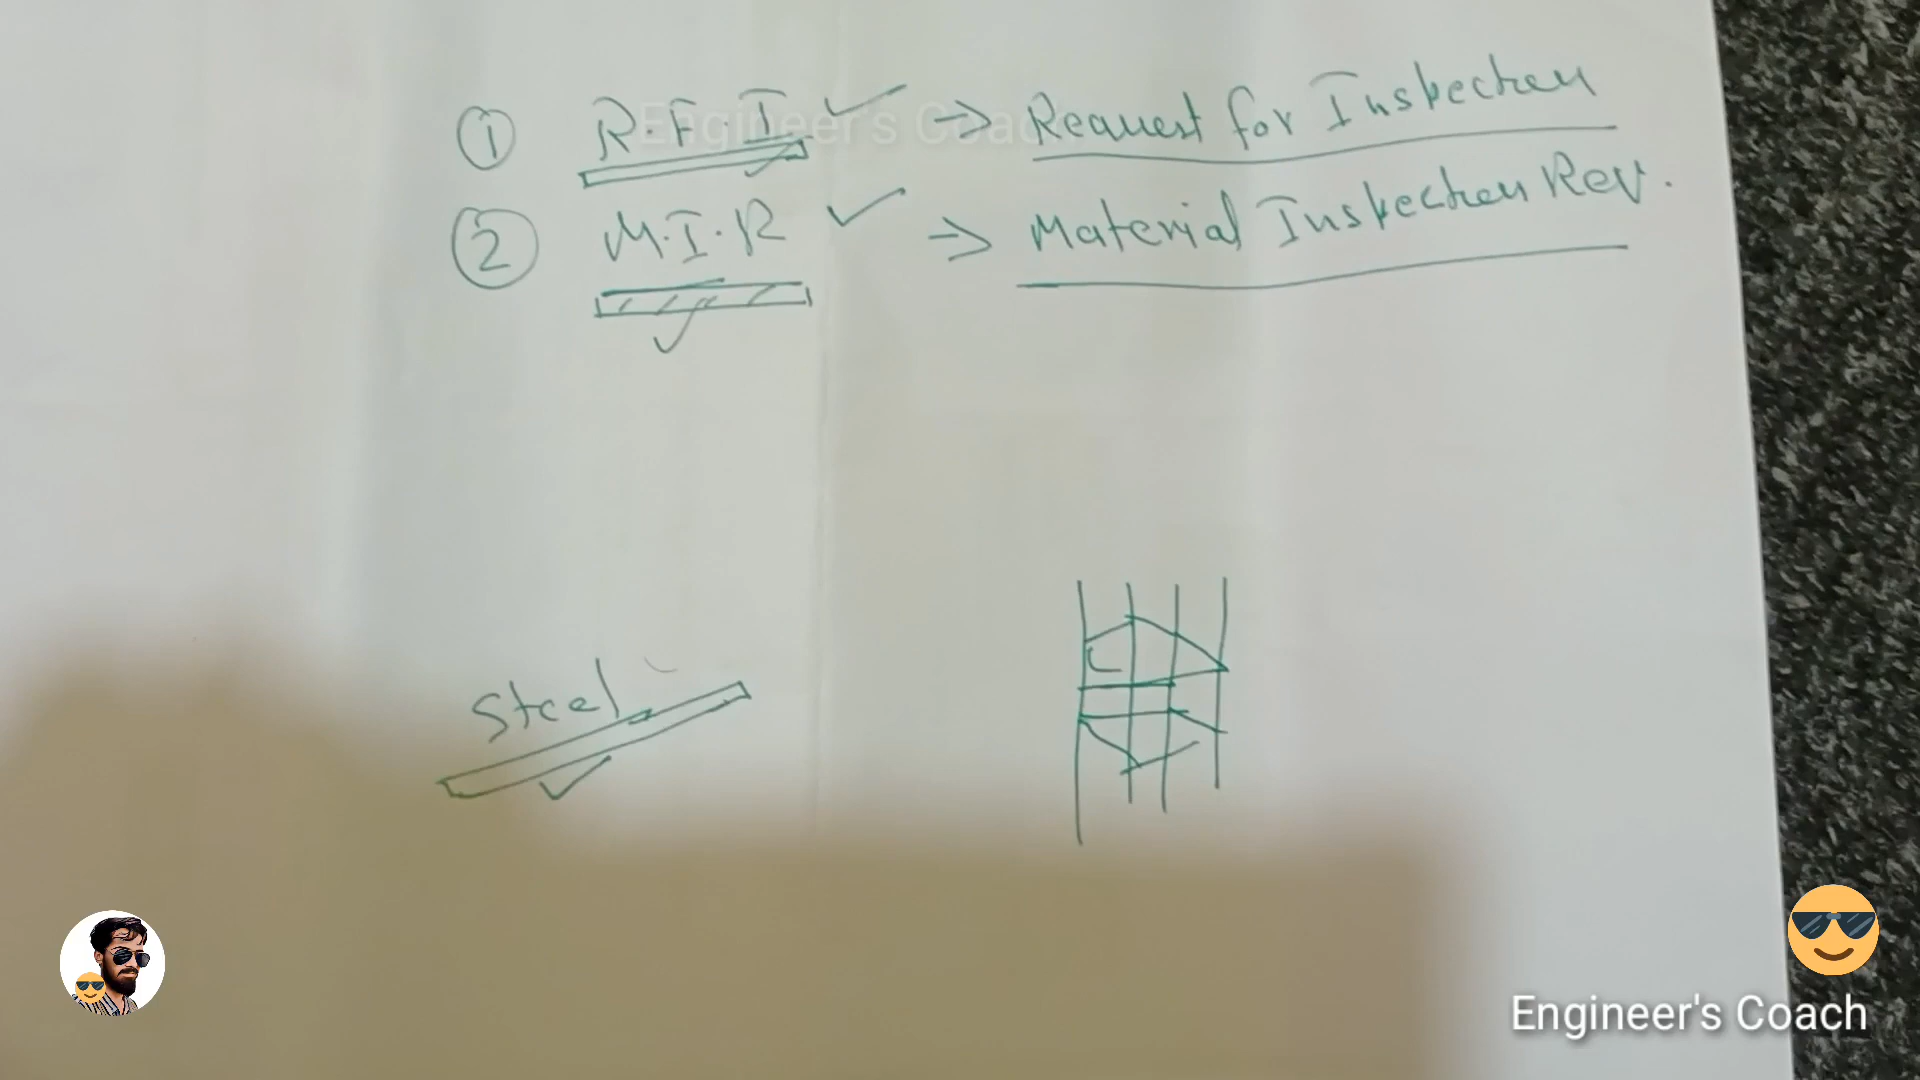 ① R.F.I ✓ → Request for Inspection
② M.I.R ✓ → Material Inspection Rev.
Steel
Engineer's Coach
Engineer's Coach